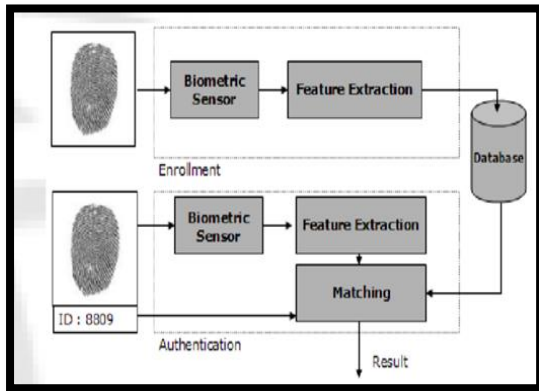 Biometric
Sensor
Feature Extraction
Database
Enrollment
Biometric
Sensor
Feature Extraction
Matching
ID : 8809
Authentication
Result